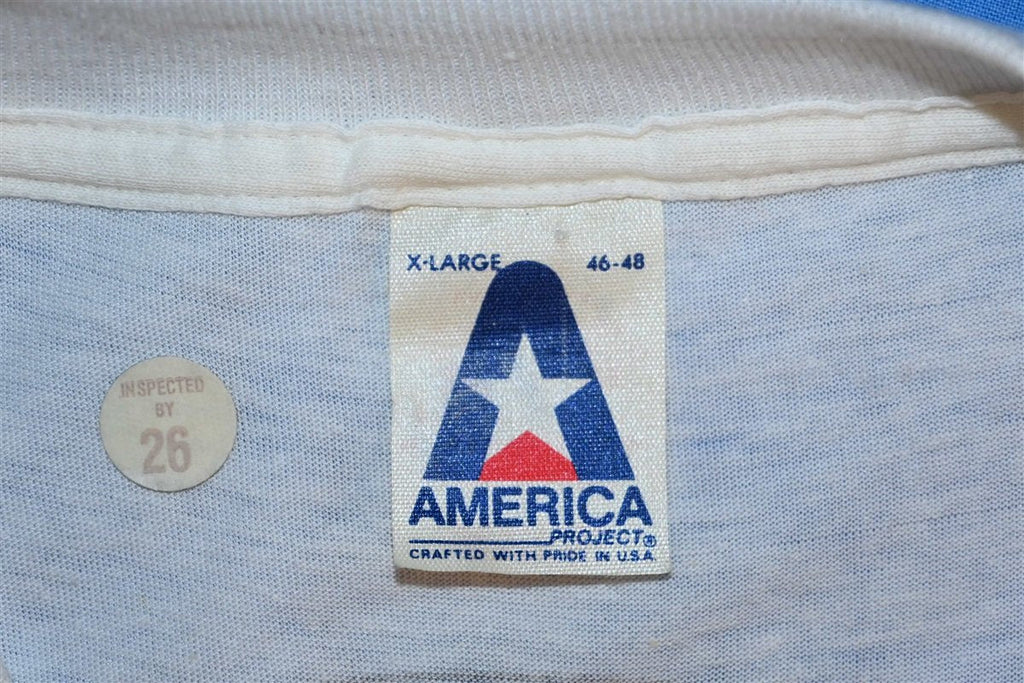 X-LARGE 46-48
AMERICA
PROJECT®
CRAFTED WITH PRIDE IN U.S.A.
INSPECTED
BY
26